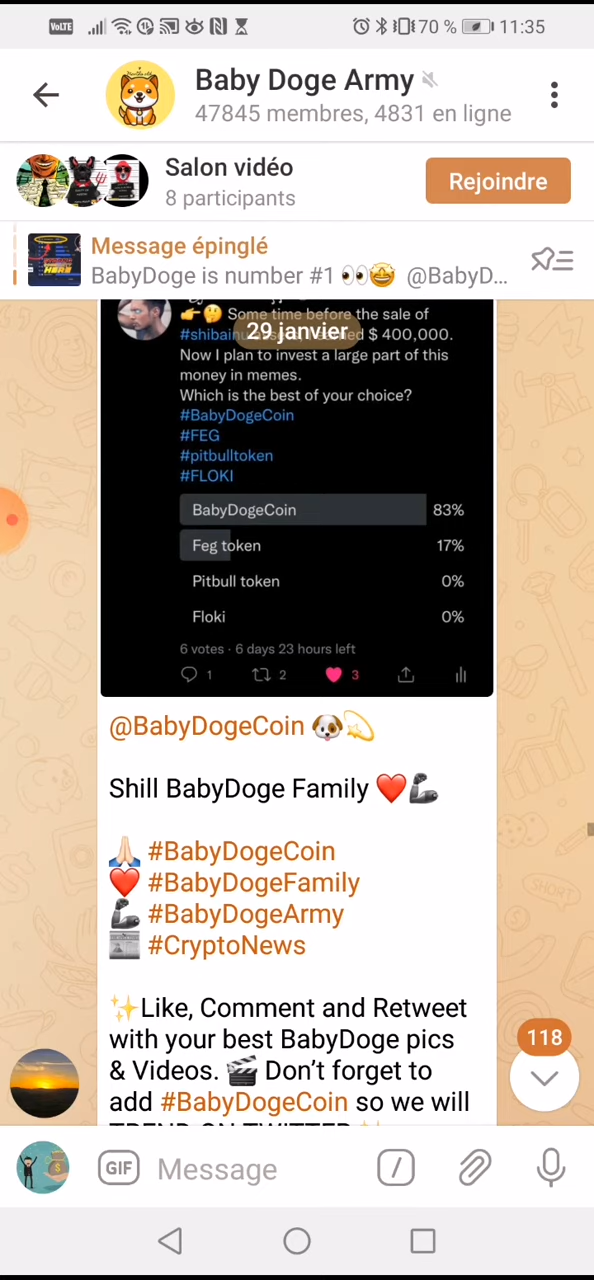 VoLTE 70 % 11:35
Baby Doge Army
47845 membres, 4831 en ligne
Salon vidéo
8 participants
Rejoindre
Message épinglé
BabyDoge is number #1 👀🤩 @BabyD...
👉🤔 Some time before the sale of
29 janvier
$ 400,000.
Now I plan to invest a large part of this
money in memes.
Which is the best of your choice?
#BabyDogeCoin
#FEG
#pitbulltoken
#FLOKI
BabyDogeCoin 83%
Feg token 17%
Pitbull token 0%
Floki 0%
6 votes · 6 days 23 hours left
1 2 3
@BabyDogeCoin 🐶💫
Shill BabyDoge Family ❤️🦾
🙏🏻 #BabyDogeCoin
❤️ #BabyDogeFamily
🦾 #BabyDogeArmy
📰 #CryptoNews
✨Like, Comment and Retweet
with your best BabyDoge pics
& Videos. 🎬 Don’t forget to
add #BabyDogeCoin so we will
TREND ON TWITTER✨
118
GIF Message /